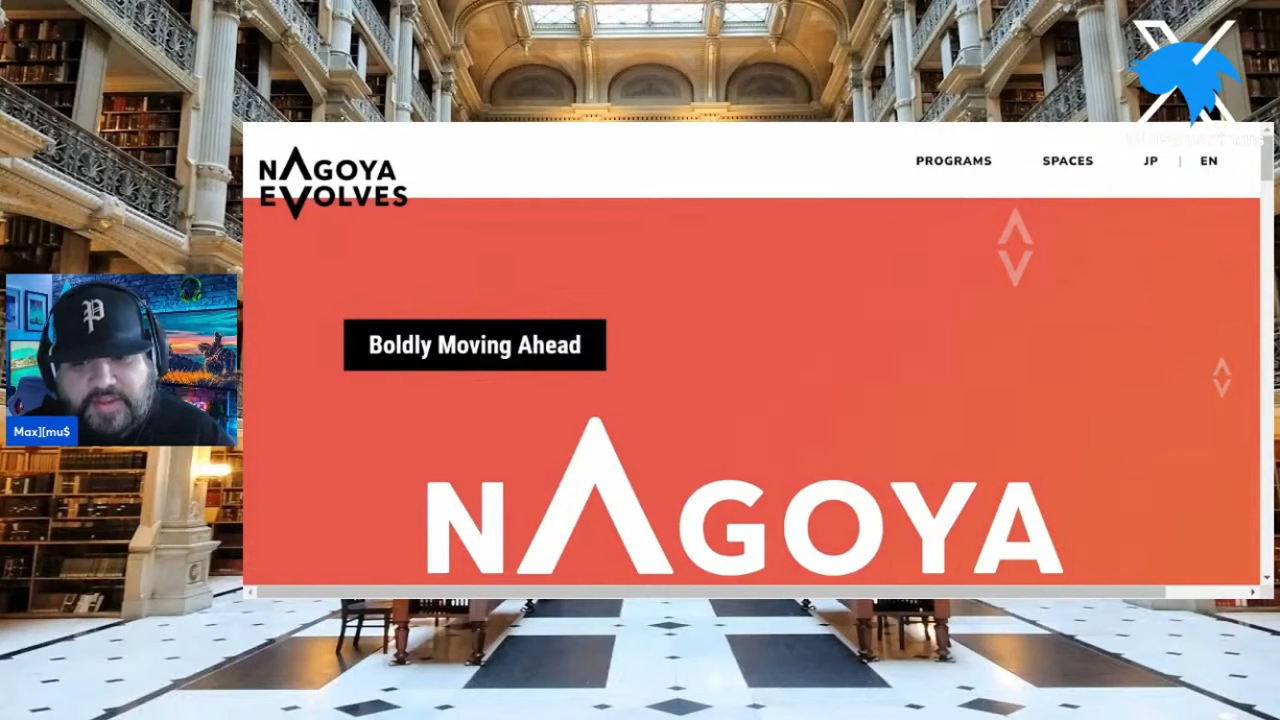 NAGOYA
EVOLVES
PROGRAMS
SPACES
JP | EN
Boldly Moving Ahead
NAGOYA
P
Max][mu$